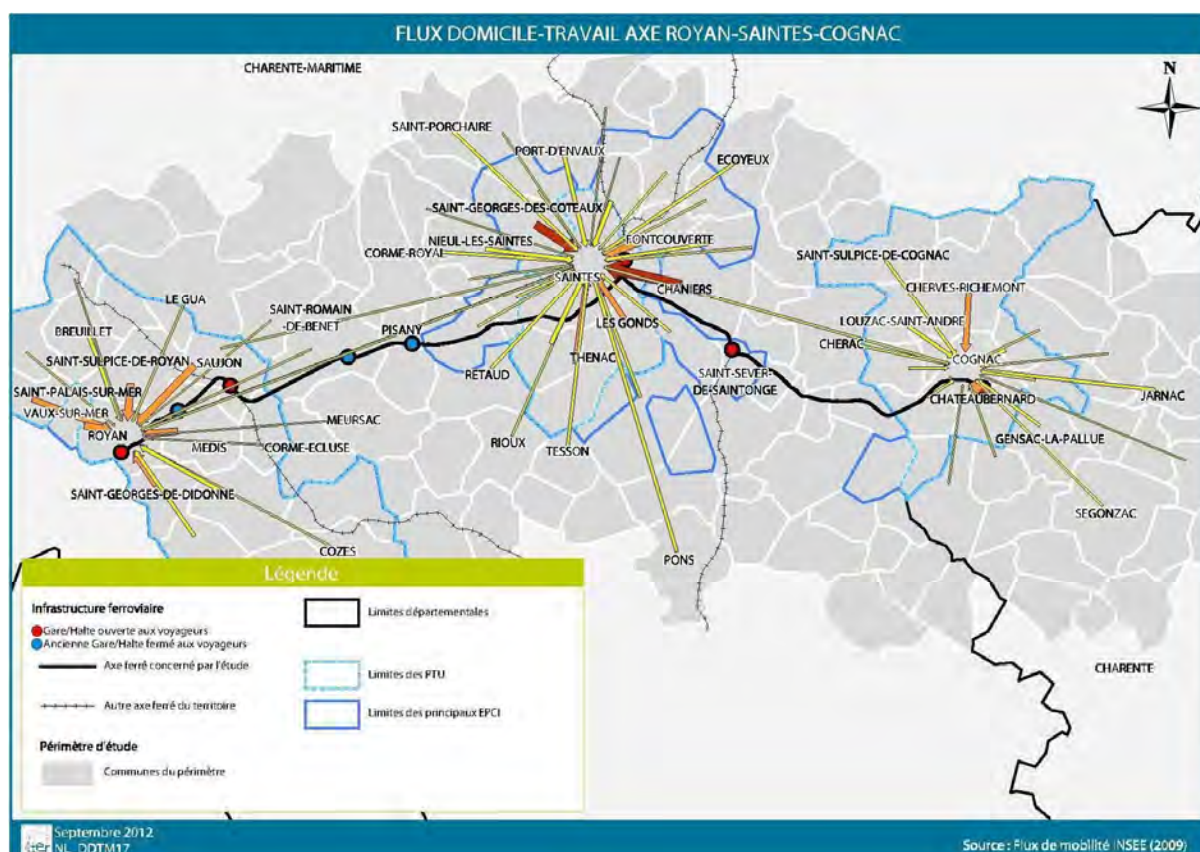 FLUX DOMICILE-TRAVAIL AXE ROYAN-SAINTES-COGNAC
CHARENTE-MARITIME
N
SAINT-PORCHAIRE
PORT-D'ENVAUX
ECOYEUX
SAINT-GEORGES-DES-COTEAUX
NIEUL-LES-SAINTES
FONTCOUVERTE
CORME-ROYAL
SAINTES
CHANIERS
SAINT-SULPICE-DE-COGNAC
CHERVES-RICHEMONT
LE GUA
SAINT-ROMAIN
-DE-BENET
PISANY
LES GONDS
LOUZAC-SAINT-ANDRE
CHERAC
COGNAC
BREUILLET
SAINT-SULPICE-DE-ROYAN
SAUJON
THENAC
RETAUD
SAINT-SEVER-
DE-SAINTONGE
SAINT-PALAIS-SUR-MER
VAUX-SUR-MER
CHATEAUBERNARD
JARNAC
ROYAN
MEURSAC
MEDIS
CORME-ECLUSE
RIOUX
TESSON
GENSAC-LA-PALLUE
SAINT-GEORGES-DE-DIDONNE
SEGONZAC
COZES
PONS
CHARENTE
Légende
Infrastructure ferroviaire
Gare/Halte ouverte aux voyageurs
Ancienne Gare/Halte fermé aux voyageurs
Axe ferré concerné par l'étude
Autre axe ferré du territoire
Périmètre d'étude
Communes du périmètre
Limites départementales
Limites des PTU
Limites des principaux EPCI
Septembre 2012
NL_DDTM17
Source : Flux de mobilité INSEE (2009)